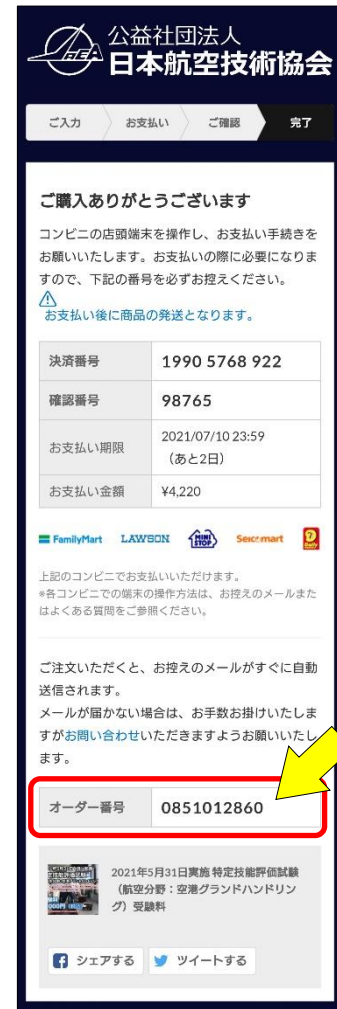 公益社団法人
日本航空技術協会
ご入力 お支払い ご確認 完了
ご購入ありがとうございます
コンビニの店頭端末を操作し、お支払い手続きを
お願いいたします。お支払いの際に必要になりま
すので、下記の番号を必ずお控えください。
お支払い後に商品の発送となります。
決済番号 1990 5768 922
確認番号 98765
お支払い期限 2021/07/10 23:59
（あと2日）
お支払い金額 ¥4,220
FamilyMart LAWSON MINI STOP Seicomart
上記のコンビニでお支払いいただけます。
*各コンビニでの端末の操作方法は、お控えのメールまた
はよくある質問をご参照ください。
ご注文いただくと、お控えのメールがすぐに自動
送信されます。
メールが届かない場合は、お手数お掛けいたしま
すがお問い合わせいただきますようお願いいたし
ます。
オーダー番号 0851012860
2021年5月31日実施 特定技能評価試験
（航空分野：空港グランドハンドリン
グ）受験料
シェアする ツイートする